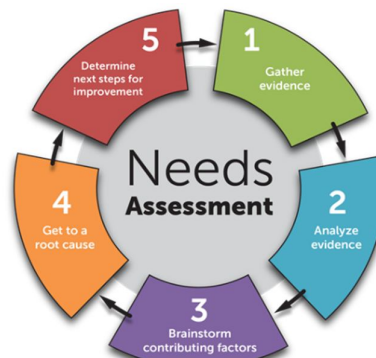 Needs
Assessment
1
Gather
evidence
2
Analyze
evidence
3
Brainstorm
contributing factors
4
Get to a
root cause
5
Determine
next steps for
improvement